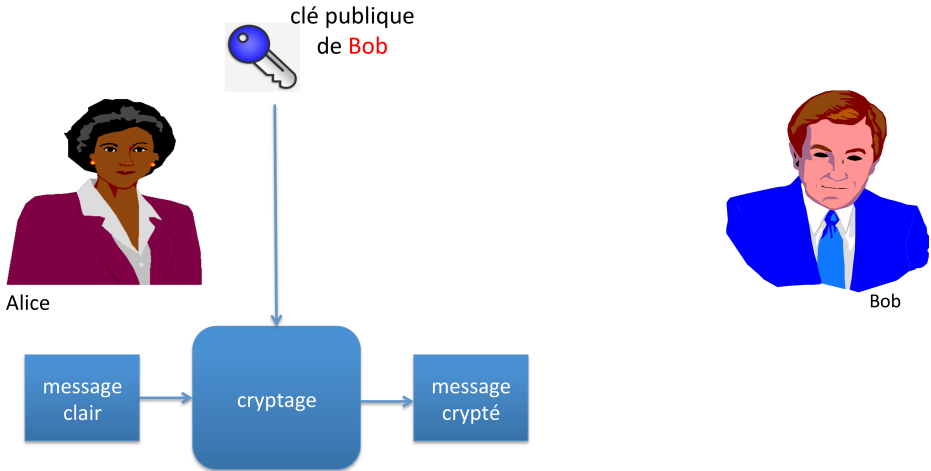 clé publique
de Bob
Alice
Bob
message
clair
cryptage
message
crypté